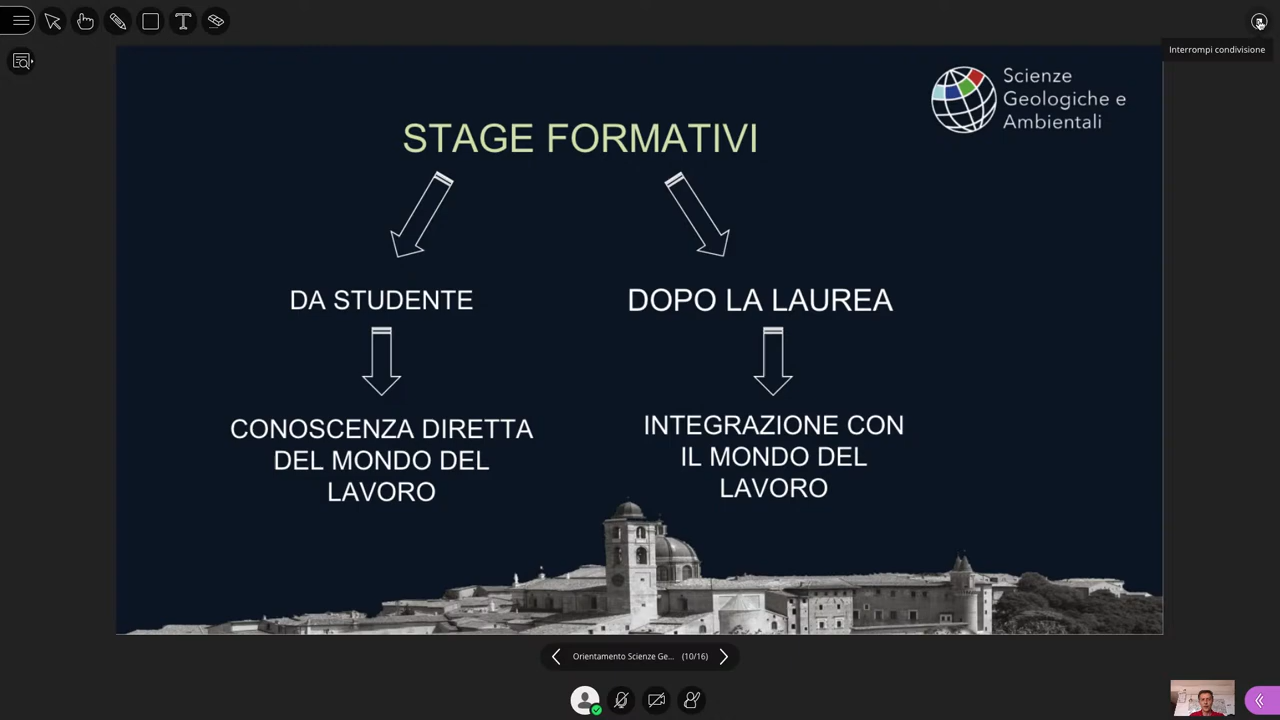 Interrompi condivisione
Scienze
Geologiche e
Ambientali
STAGE FORMATIVI
DA STUDENTE
DOPO LA LAUREA
CONOSCENZA DIRETTA
DEL MONDO DEL
LAVORO
INTEGRAZIONE CON
IL MONDO DEL
LAVORO
Orientamento Scienze Ge... (10/16)